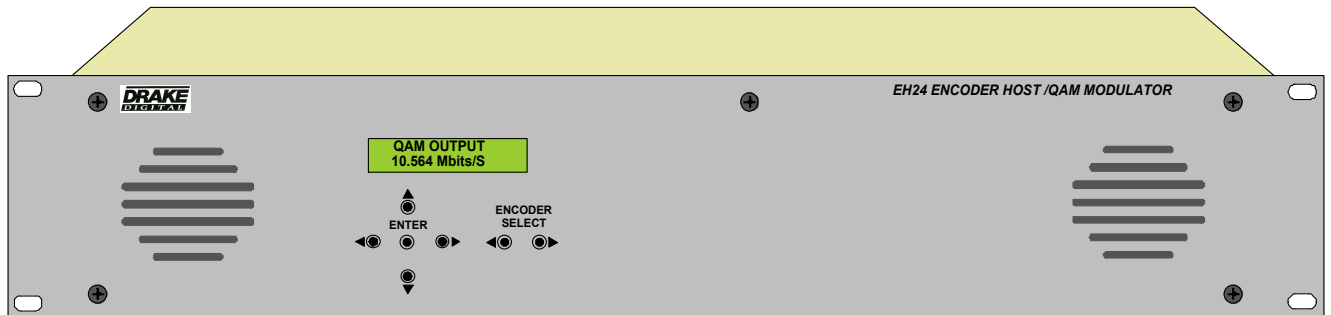 DRAKE
DIGITAL
EH24 ENCODER HOST /QAM MODULATOR
QAM OUTPUT
10.564 Mbits/S
ENTER
ENCODER
SELECT